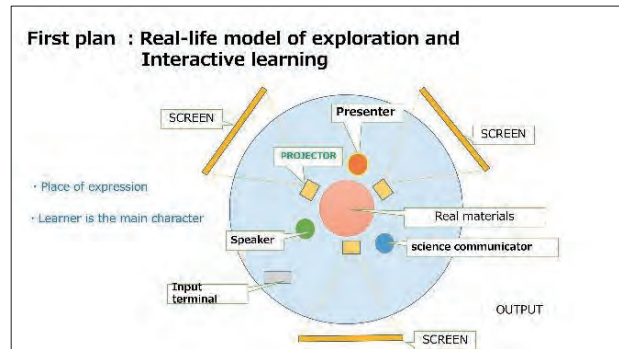 First plan : Real-life model of exploration and
Interactive learning
SCREEN
Presenter
SCREEN
PROJECTOR
・Place of expression
・Learner is the main character
Real materials
Speaker
science communicator
Input
terminal
OUTPUT
SCREEN